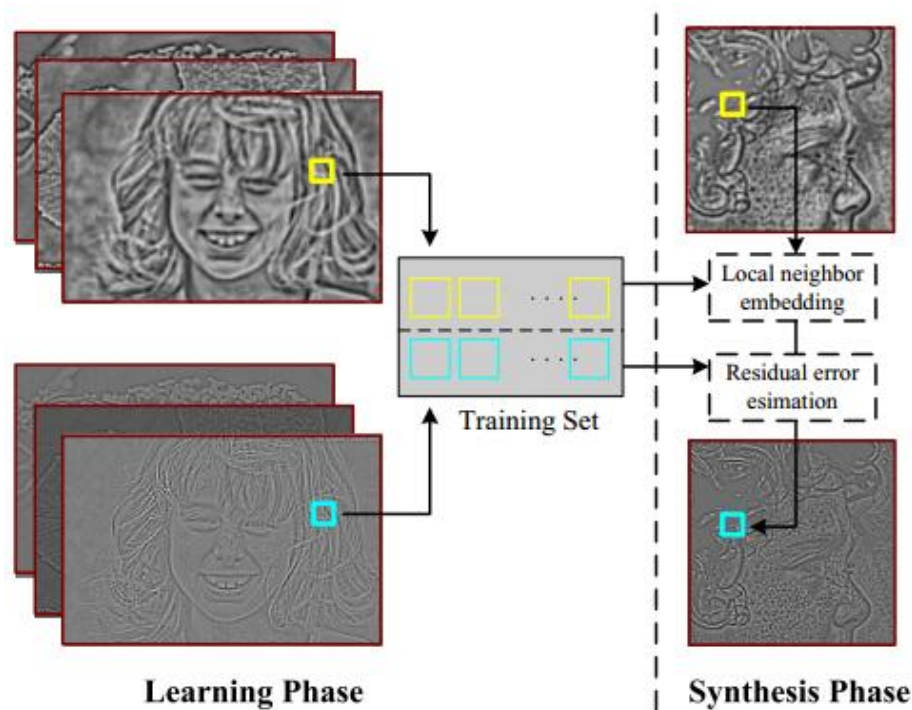 Local neighbor
embedding
Residual error
esimation
Training Set
Learning Phase
Synthesis Phase